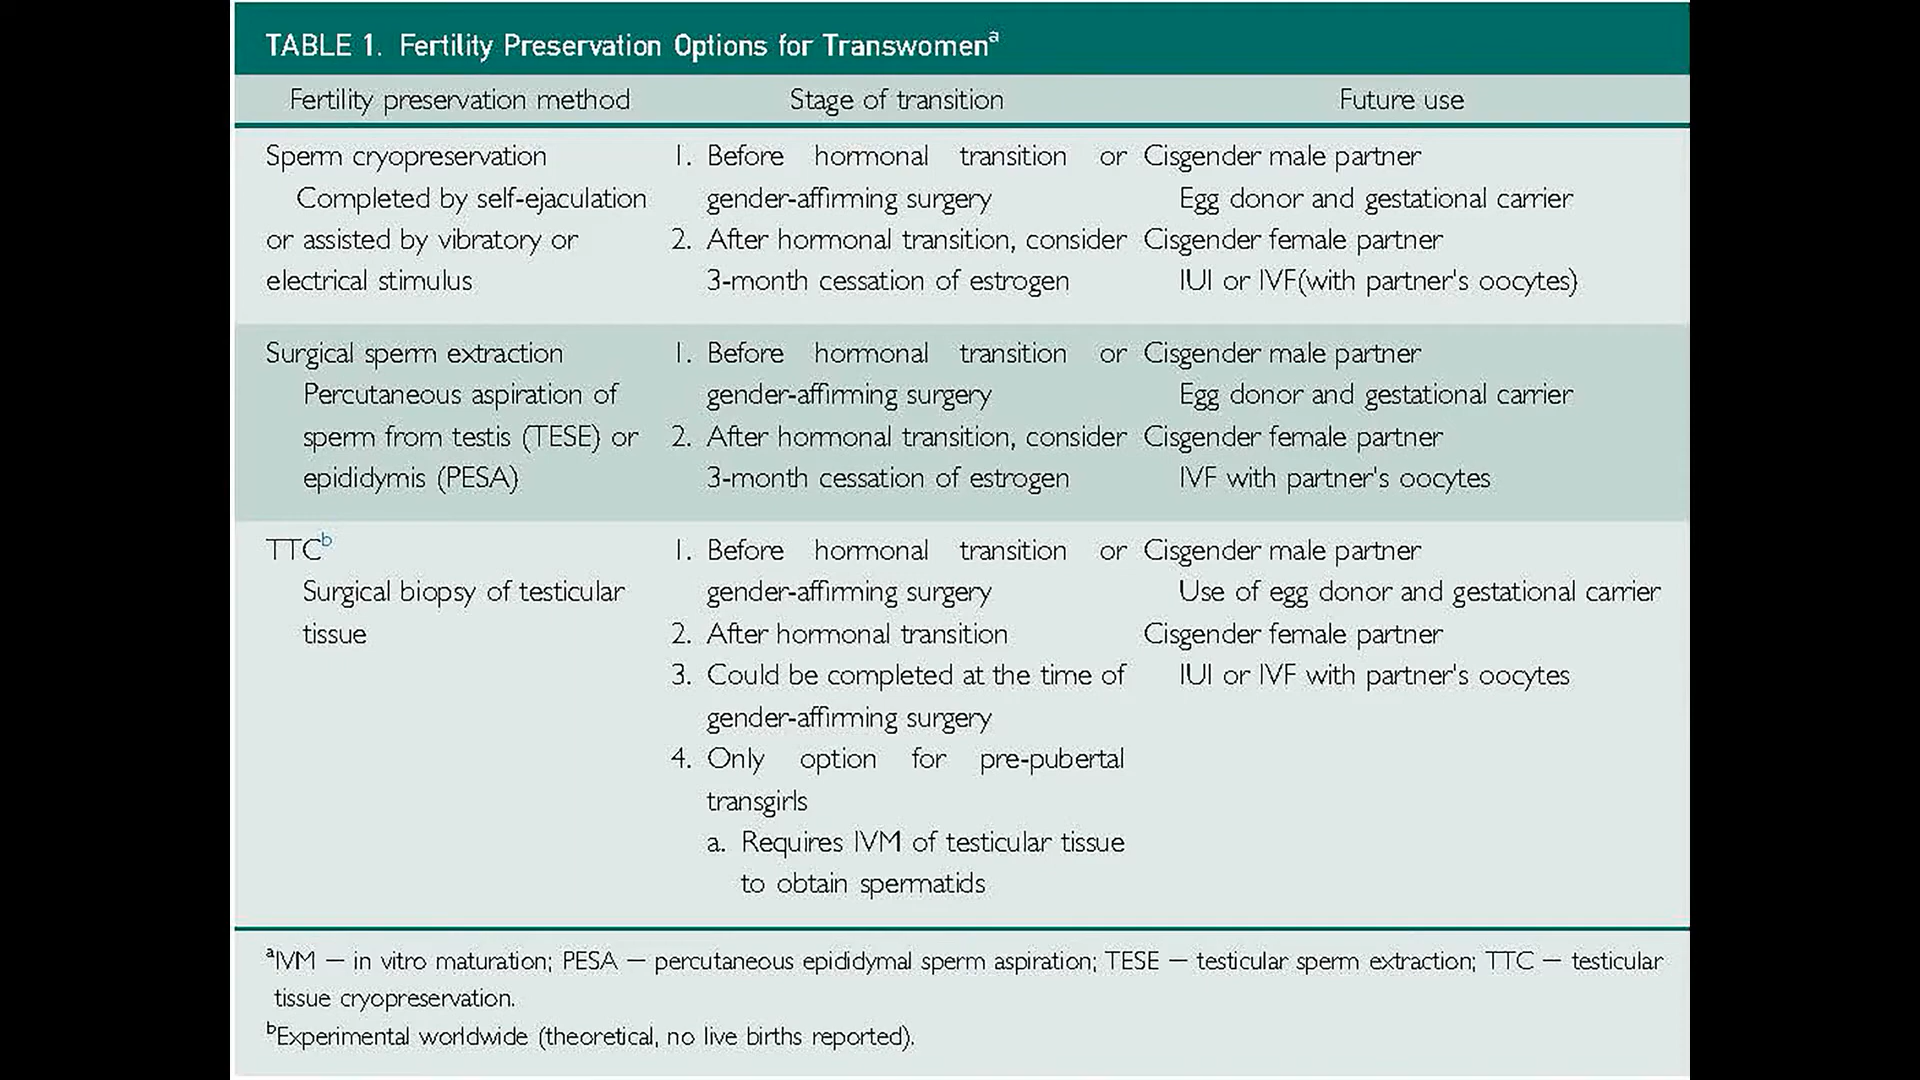 TABLE 1. Fertility Preservation Options for Transwomenª
Fertility preservation method Stage of transition Future use
Sperm cryopreservation
Completed by self-ejaculation
or assisted by vibratory or
electrical stimulus
1. Before hormonal transition or
gender-affirming surgery
2. After hormonal transition, consider
3-month cessation of estrogen
Cisgender male partner
Egg donor and gestational carrier
Cisgender female partner
IUI or IVF(with partner's oocytes)
Surgical sperm extraction
Percutaneous aspiration of
sperm from testis (TESE) or
epididymis (PESA)
1. Before hormonal transition or
gender-affirming surgery
2. After hormonal transition, consider
3-month cessation of estrogen
Cisgender male partner
Egg donor and gestational carrier
Cisgender female partner
IVF with partner's oocytes
TTCᵇ
Surgical biopsy of testicular
tissue
1. Before hormonal transition or
gender-affirming surgery
2. After hormonal transition
3. Could be completed at the time of
gender-affirming surgery
4. Only option for pre-pubertal
transgirls
a. Requires IVM of testicular tissue
to obtain spermatids
Cisgender male partner
Use of egg donor and gestational carrier
Cisgender female partner
IUI or IVF with partner's oocytes
ªIVM — in vitro maturation; PESA — percutaneous epididymal sperm aspiration; TESE — testicular sperm extraction; TTC — testicular
tissue cryopreservation.
ᵇExperimental worldwide (theoretical, no live births reported).